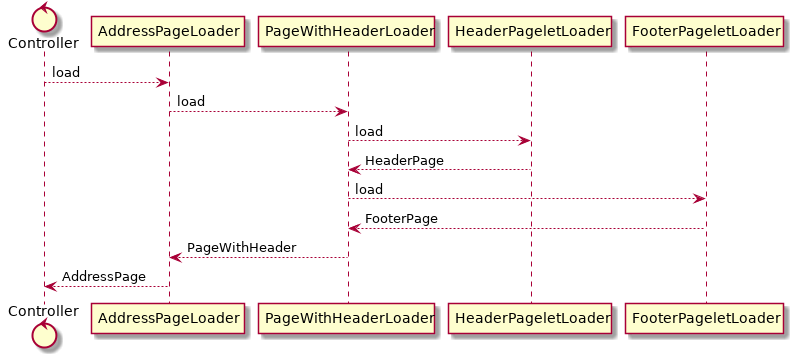 Controller
AddressPageLoader
PageWithHeaderLoader
HeaderPageletLoader
FooterPageletLoader
load
load
load
HeaderPage
load
FooterPage
PageWithHeader
AddressPage
Controller
AddressPageLoader
PageWithHeaderLoader
HeaderPageletLoader
FooterPageletLoader